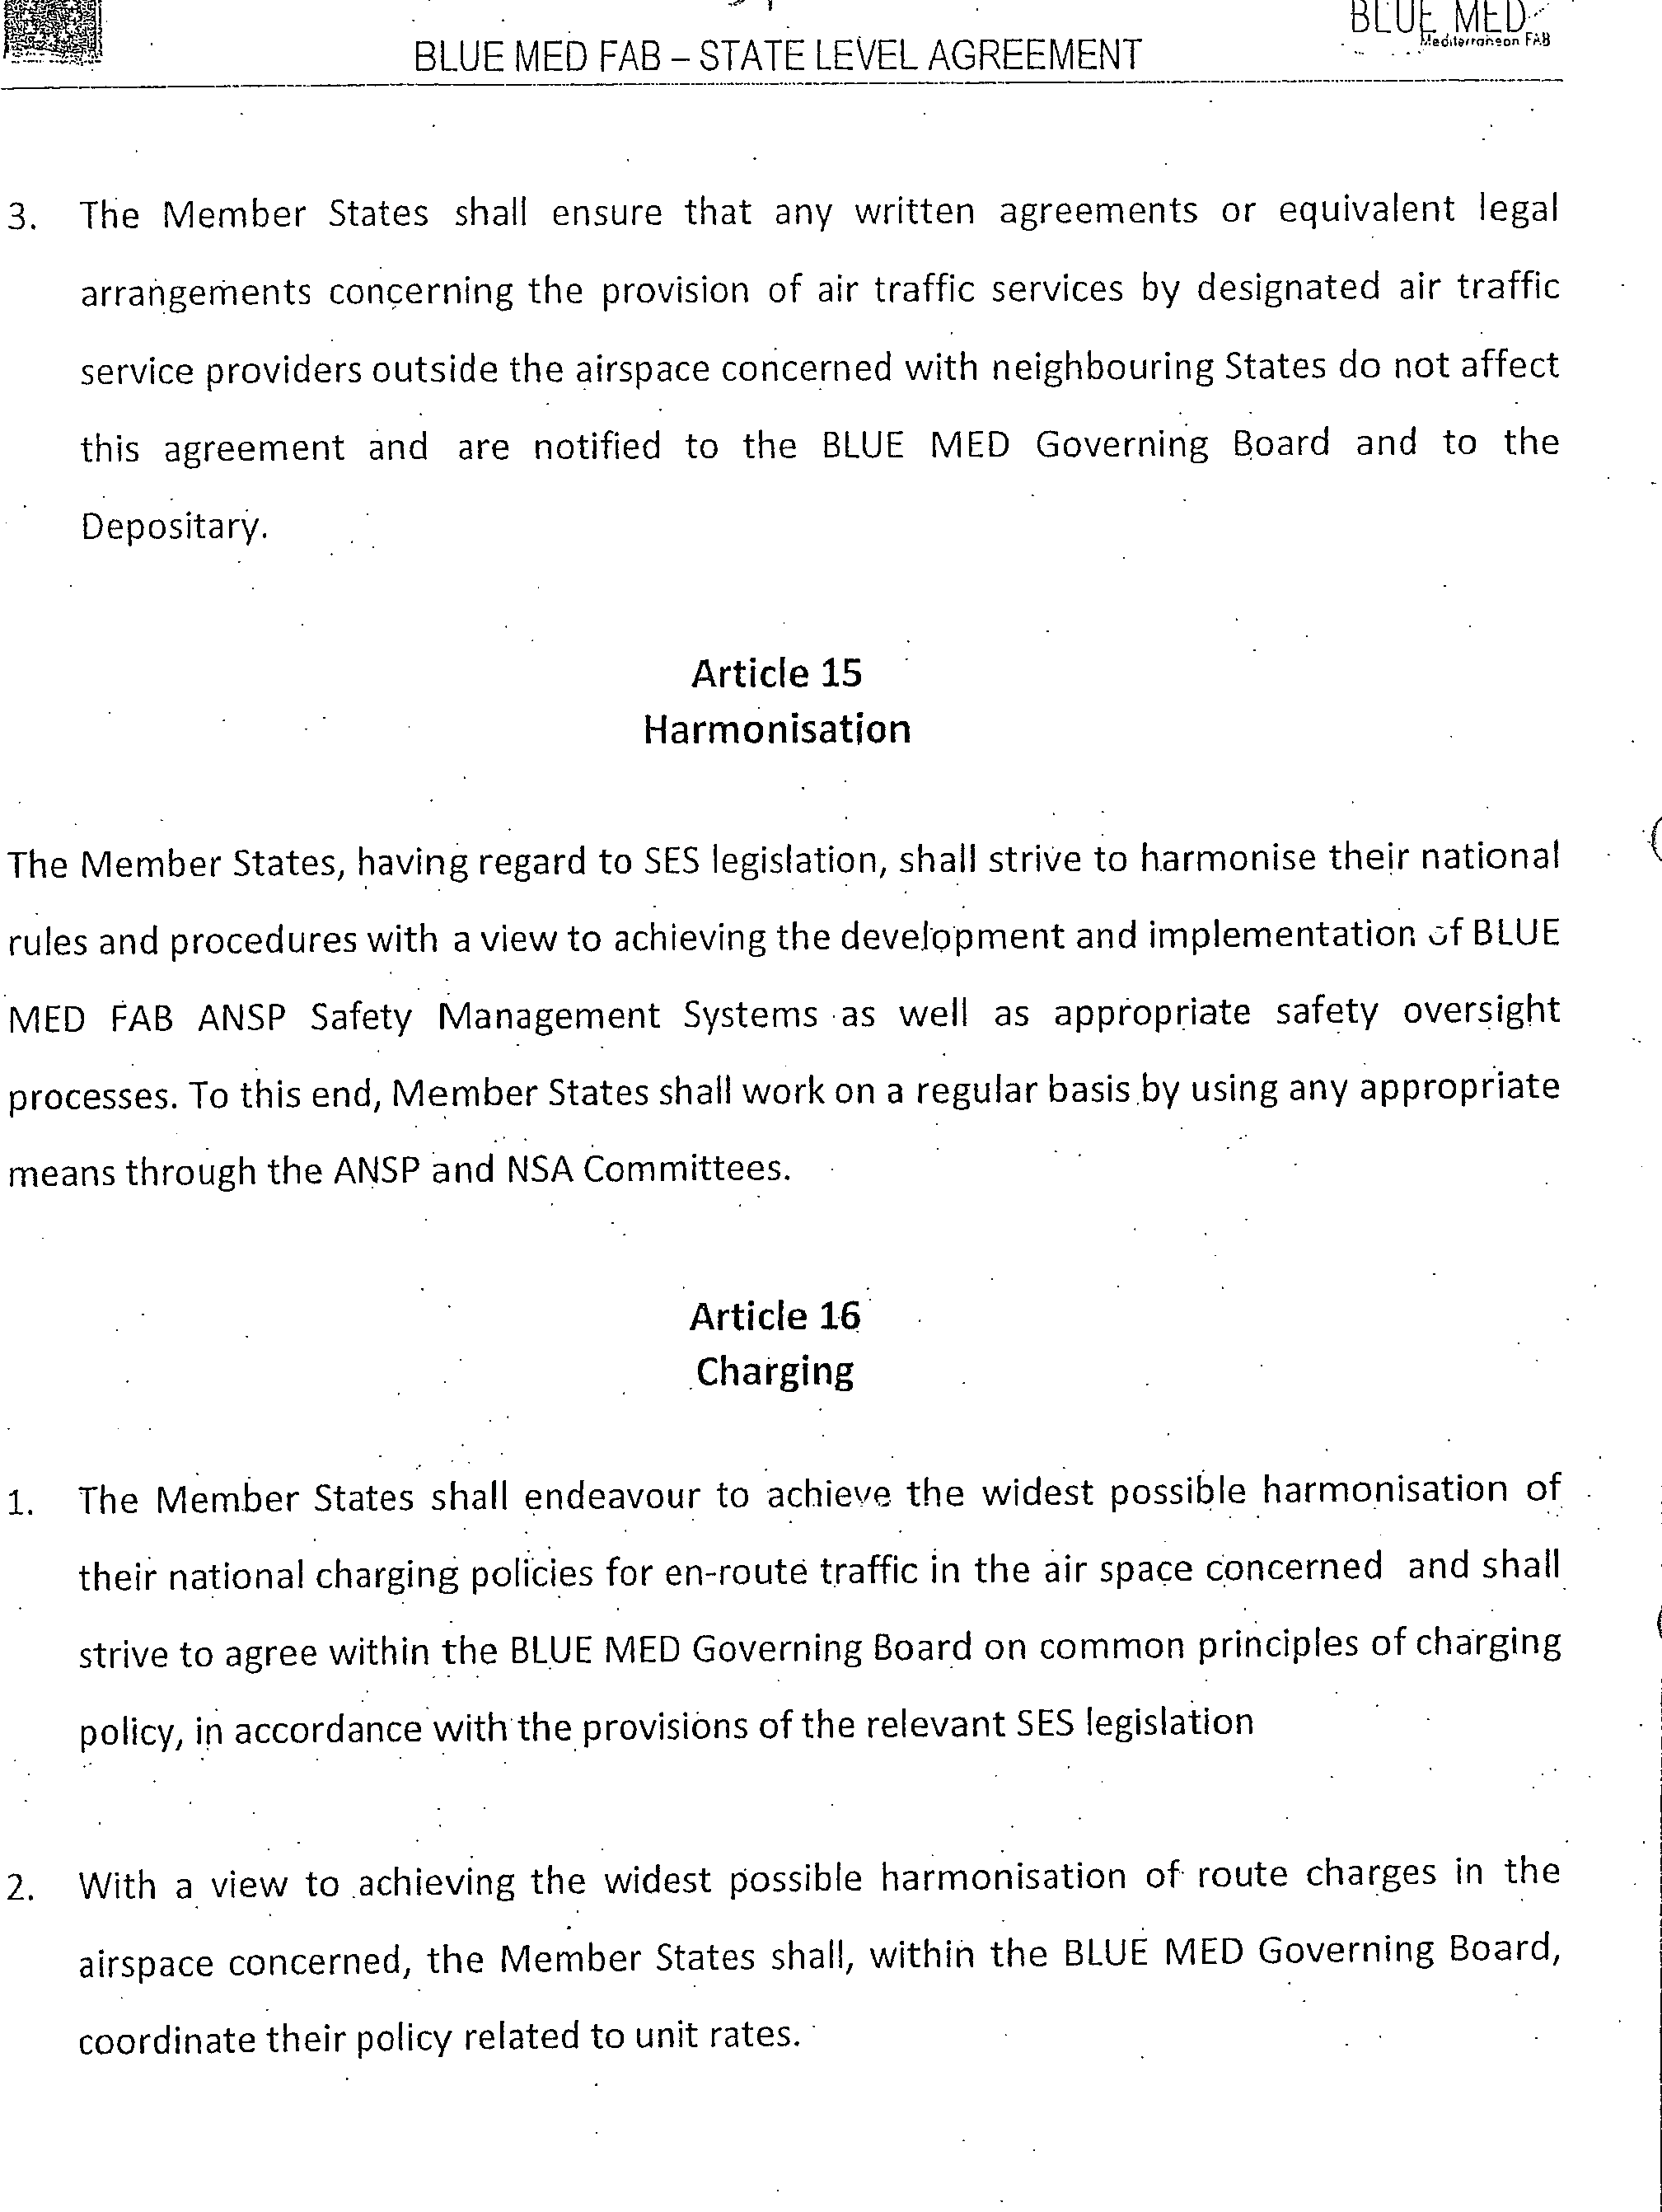 BLUE MED
Mediterranean FAB
BLUE MED FAB – STATE LEVEL AGREEMENT
3. The Member States shall ensure that any written agreements or equivalent legal
arrangements concerning the provision of air traffic services by designated air traffic
service providers outside the airspace concerned with neighbouring States do not affect
this agreement and are notified to the BLUE MED Governing Board and to the
Depositary.
Article 15
Harmonisation
The Member States, having regard to SES legislation, shall strive to harmonise their national
rules and procedures with a view to achieving the development and implementation of BLUE
MED FAB ANSP Safety Management Systems as well as appropriate safety oversight
processes. To this end, Member States shall work on a regular basis by using any appropriate
means through the ANSP and NSA Committees.
Article 16
Charging
1. The Member States shall endeavour to achieve the widest possible harmonisation of
their national charging policies for en-route traffic in the air space concerned and shall
strive to agree within the BLUE MED Governing Board on common principles of charging
policy, in accordance with the provisions of the relevant SES legislation
2. With a view to achieving the widest possible harmonisation of route charges in the
airspace concerned, the Member States shall, within the BLUE MED Governing Board,
coordinate their policy related to unit rates.